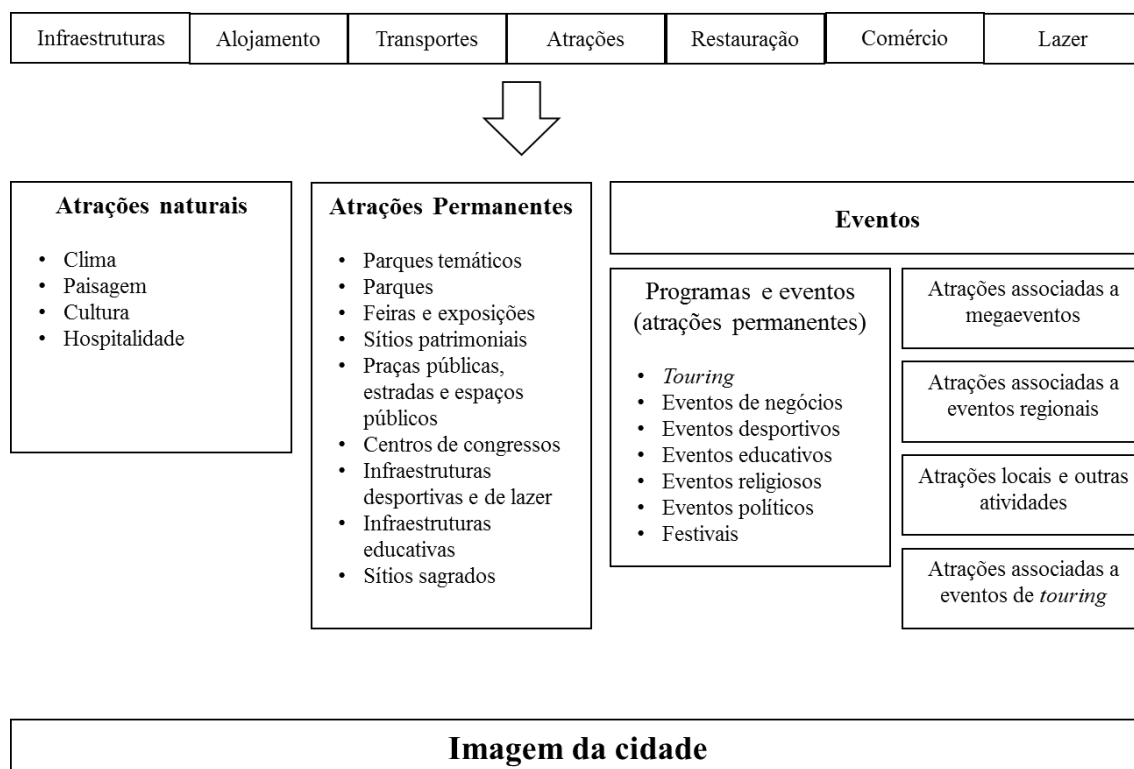 Infraestruturas
Alojamento
Transportes
Atrações
Restauração
Comércio
Lazer
Atrações naturais
• Clima
• Paisagem
• Cultura
• Hospitalidade
Atrações Permanentes
• Parques temáticos
• Parques
• Feiras e exposições
• Sítios patrimoniais
• Praças públicas,
estradas e espaços
públicos
• Centros de congressos
• Infraestruturas
desportivas e de lazer
• Infraestruturas
educativas
• Sítios sagrados
Eventos
Programas e eventos
(atrações permanentes)
• Touring
• Eventos de negócios
• Eventos desportivos
• Eventos educativos
• Eventos religiosos
• Eventos políticos
• Festivais
Atrações associadas a
megaeventos
Atrações associadas a
eventos regionais
Atrações locais e outras
atividades
Atrações associadas a
eventos de touring
Imagem da cidade